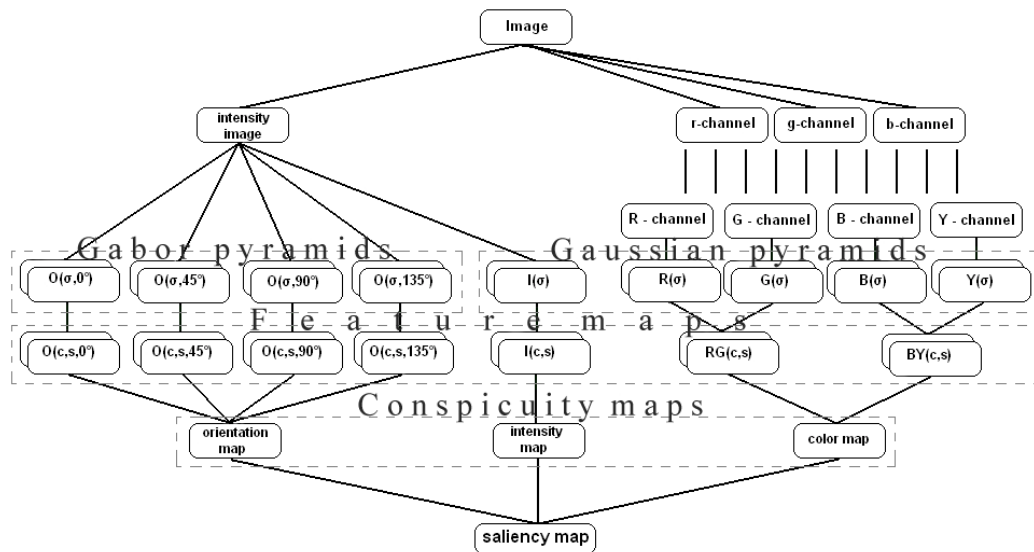 Image
intensity
image
r-channel g-channel b-channel
R - channel G - channel B - channel Y - channel
Gabor pyramids Gaussian pyramids
O(σ,0°) O(σ,45°) O(σ,90°) O(σ,135°) I(σ) R(σ) G(σ) B(σ) Y(σ)
Feature maps
O(c,s,0°) O(c,s,45°) O(c,s,90°) O(c,s,135°) I(c,s) RG(c,s) BY(c,s)
Conspicuity maps
orientation
map
intensity
map
color map
saliency map